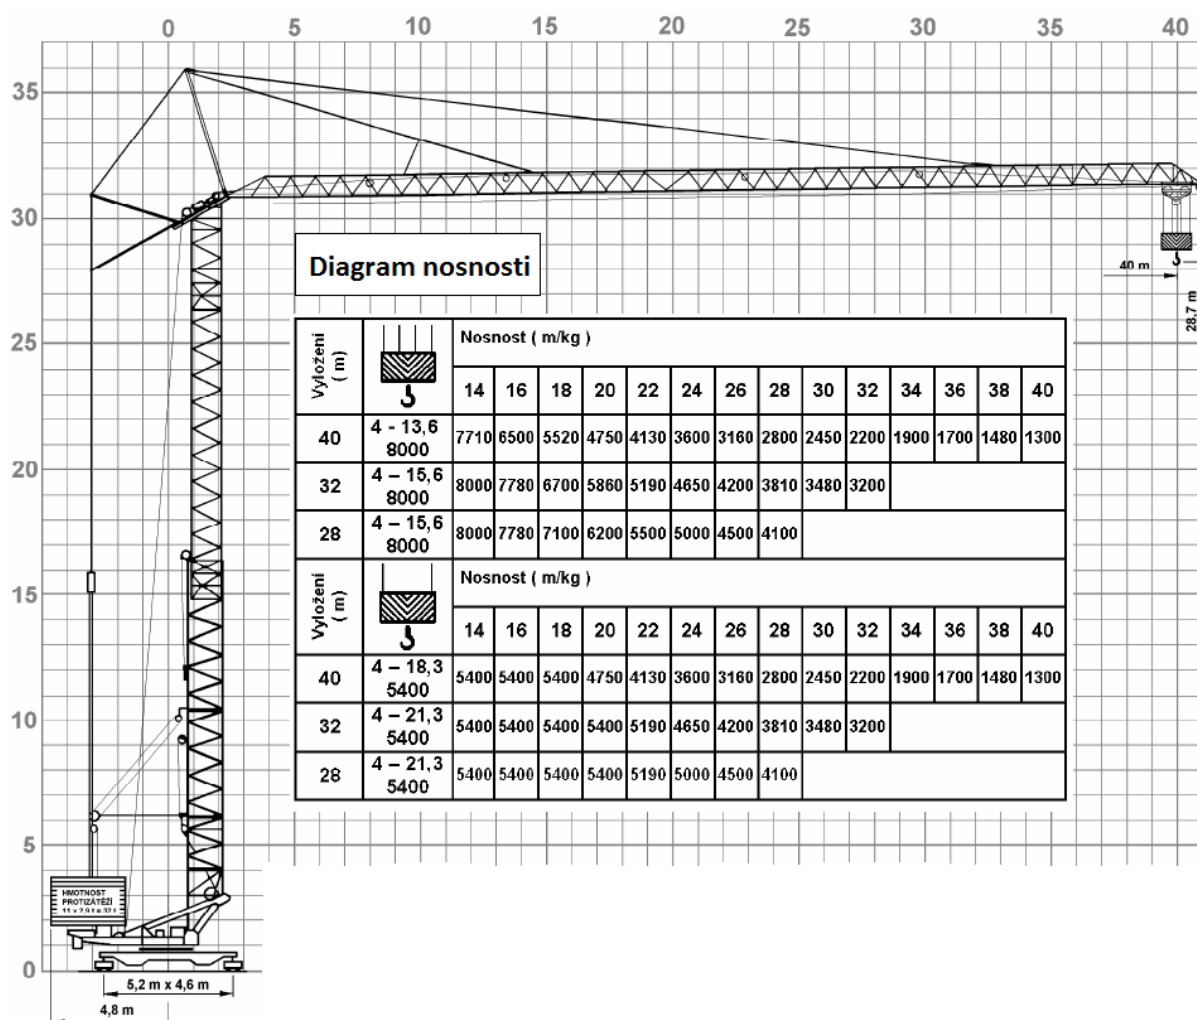 0 5 10 15 20 25 30 35 40
35
30
25
20
15
10
5
0
Diagram nosnosti
40 m
28,7 m
Vyložení ( m)
Nosnost ( m/kg )
14 16 18 20 22 24 26 28 30 32 34 36 38 40
40 4 - 13,6 8000 7710 6500 5520 4750 4130 3600 3160 2800 2450 2200 1900 1700 1480 1300
32 4 – 15,6 8000 8000 7780 6700 5860 5190 4650 4200 3810 3480 3200
28 4 – 15,6 8000 8000 7780 7100 6200 5500 5000 4500 4100
Vyložení ( m)
Nosnost ( m/kg )
14 16 18 20 22 24 26 28 30 32 34 36 38 40
40 4 – 18,3 5400 5400 5400 5400 4750 4130 3600 3160 2800 2450 2200 1900 1700 1480 1300
32 4 – 21,3 5400 5400 5400 5400 5400 5190 4650 4200 3810 3480 3200
28 4 – 21,3 5400 5400 5400 5400 5400 5190 5000 4500 4100
HMOTNOST
PROTIZÁTĚŽÍ
11 x 2,9 t = 32 t
5,2 m x 4,6 m
4,8 m